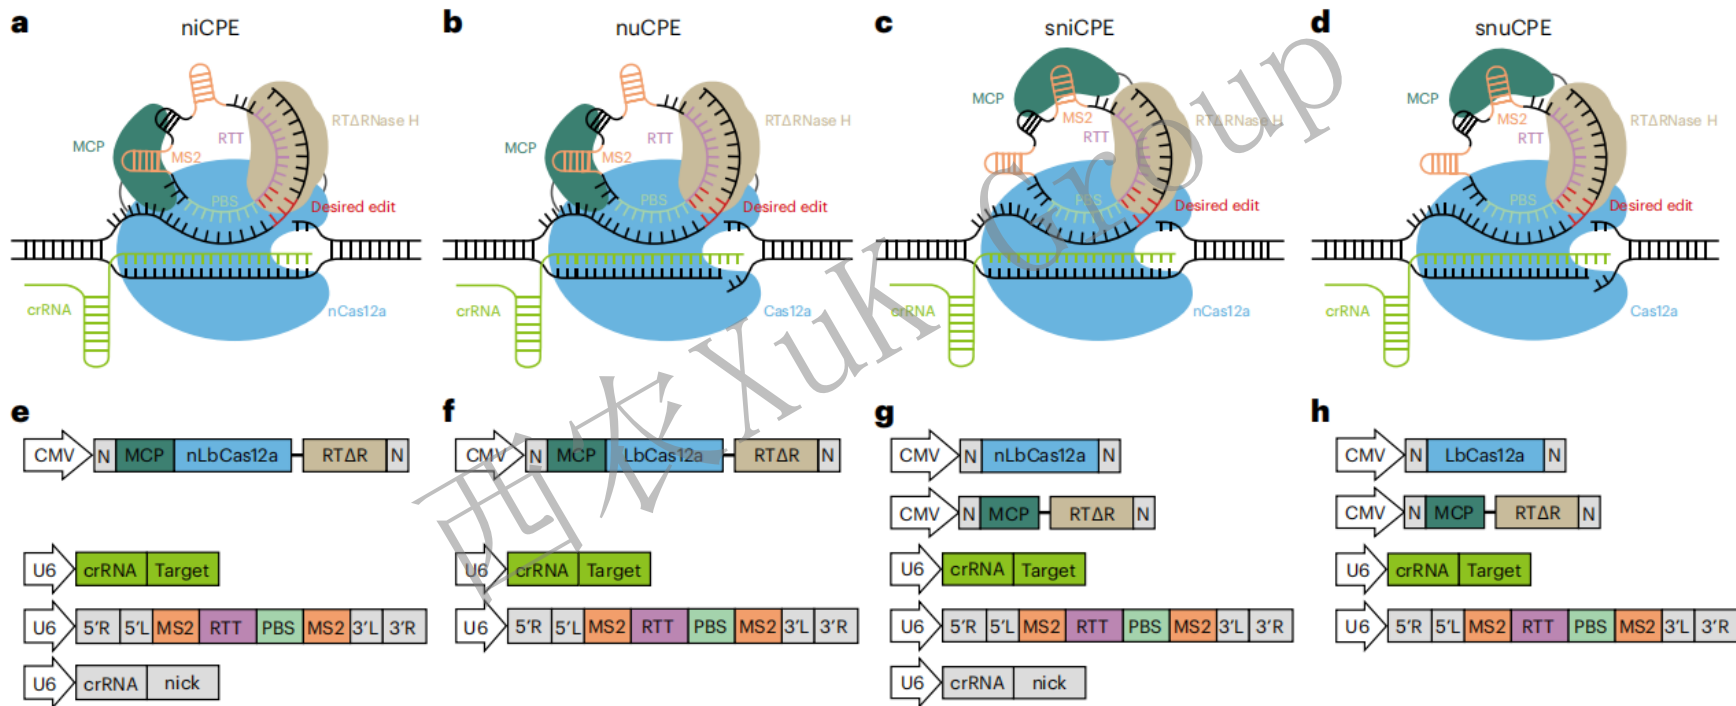 a niCPE
MCP
MS2
RTT
RTΔRNase H
PBS
Desired edit
crRNA
nCas12a
b nuCPE
MCP
MS2
RTT
RTΔRNase H
PBS
Desired edit
crRNA
Cas12a
c sniCPE
MCP
MS2
RTT
RTΔRNase H
PBS
Desired edit
crRNA
nCas12a
d snuCPE
MCP
MS2
RTT
RTΔRNase H
PBS
Desired edit
crRNA
Cas12a
e
CMV N MCP nLbCas12a RTΔR N
U6 crRNA Target
U6 5′R 5′L MS2 RTT PBS MS2 3′L 3′R
U6 crRNA nick
f
CMV N MCP LbCas12a RTΔR N
U6 crRNA Target
U6 5′R 5′L MS2 RTT PBS MS2 3′L 3′R
g
CMV N nLbCas12a N
CMV N MCP RTΔR N
U6 crRNA Target
U6 5′R 5′L MS2 RTT PBS MS2 3′L 3′R
U6 crRNA nick
h
CMV N LbCas12a N
CMV N MCP RTΔR N
U6 crRNA Target
U6 5′R 5′L MS2 RTT PBS MS2 3′L 3′R
西农XuK Group